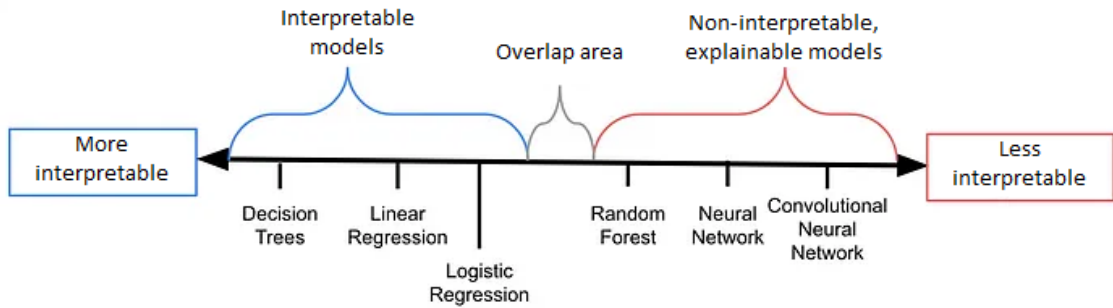 Interpretable
models
Overlap area
Non-interpretable,
explainable models
More
interpretable
Less
interpretable
Decision
Trees
Linear
Regression
Logistic
Regression
Random
Forest
Neural
Network
Convolutional
Neural
Network